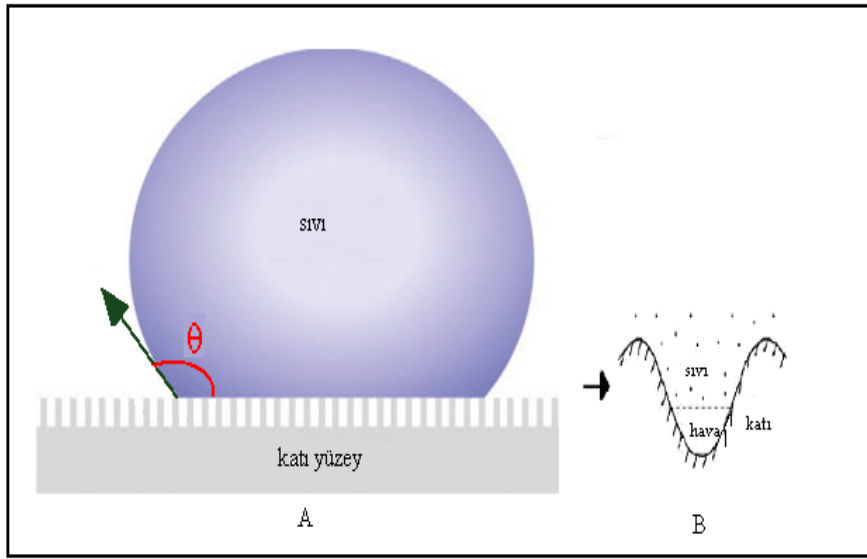 sıvı
θ
katı yüzey
A
sıvı
hava
katı
B